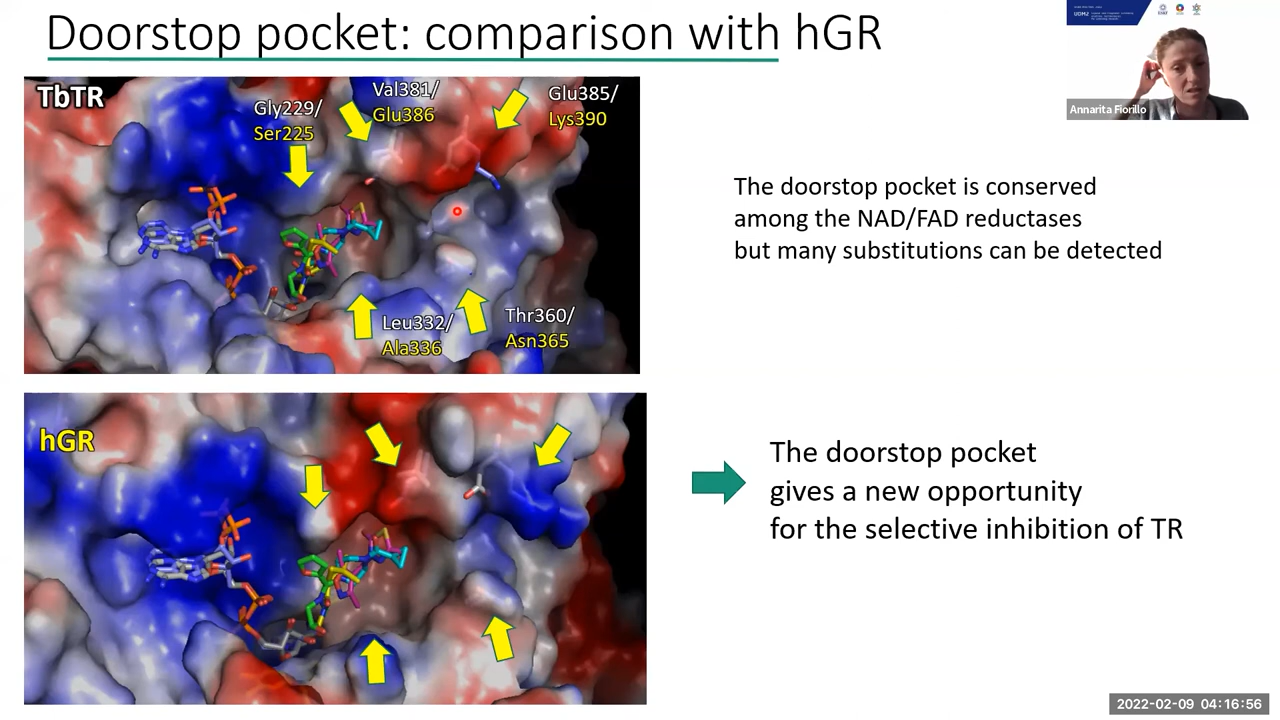 Doorstop pocket: comparison with hGR
TbTR
Gly229/
Ser225
Val381/
Glu386
Glu385/
Lys390
Leu332/
Ala336
Thr360/
Asn365
hGR
The doorstop pocket is conserved
among the NAD/FAD reductases
but many substitutions can be detected
The doorstop pocket
gives a new opportunity
for the selective inhibition of TR
Annarita Fiorillo
2022-02-09 04:16:56